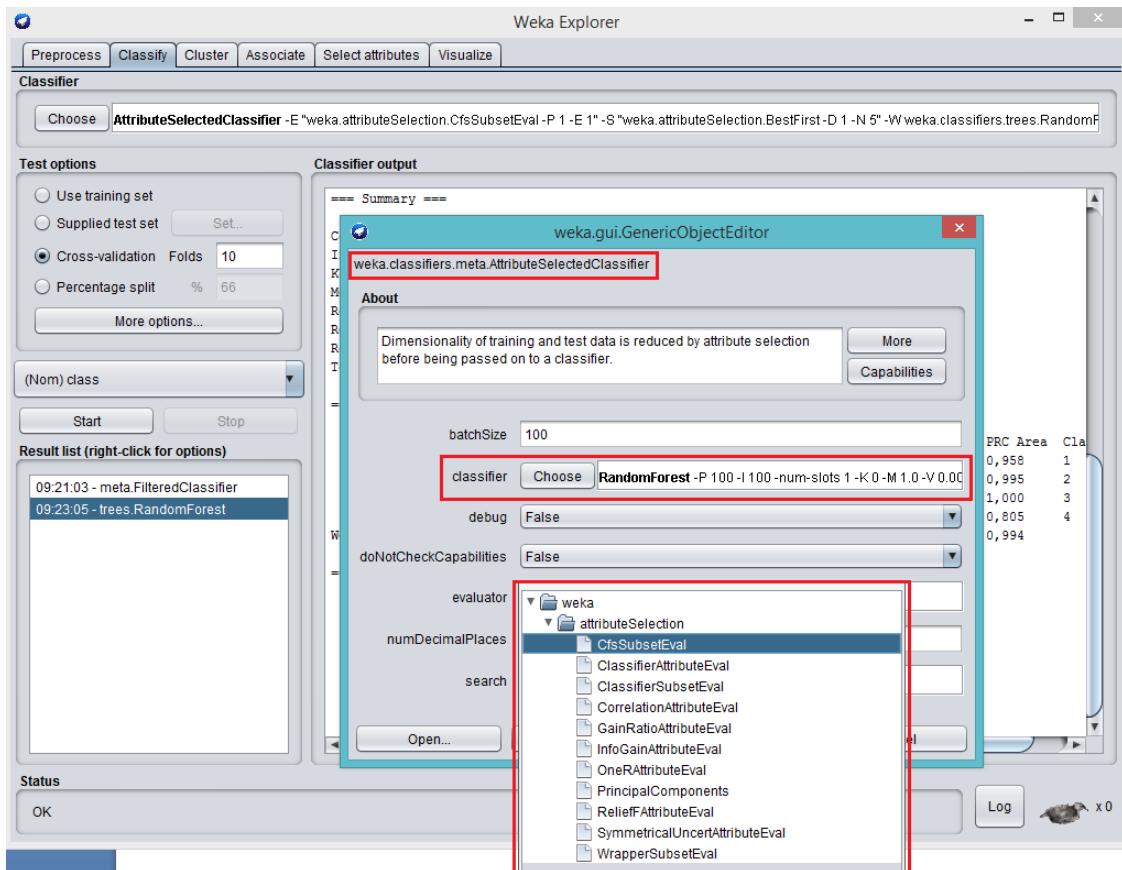 Weka Explorer
Preprocess Classify Cluster Associate Select attributes Visualize
Classifier
Choose AttributeSelectedClassifier -E "weka.attributeSelection.CfsSubsetEval -P 1 -E 1" -S "weka.attributeSelection.BestFirst -D 1 -N 5" -W weka.classifiers.trees.RandomF
Test options
Use training set
Supplied test set Set...
Cross-validation Folds 10
Percentage split % 66
More options...
(Nom) class
Start Stop
Result list (right-click for options)
09:21:03 - meta.FilteredClassifier
09:23:05 - trees.RandomForest
Classifier output
=== Summary ===
weka.gui.GenericObjectEditor
weka.classifiers.meta.AttributeSelectedClassifier
About
Dimensionality of training and test data is reduced by attribute selection
before being passed on to a classifier.
More
Capabilities
batchSize 100
classifier Choose RandomForest -P 100 -I 100 -num-slots 1 -K 0 -M 1.0 -V 0.00
debug False
doNotCheckCapabilities False
evaluator
numDecimalPlaces
search
Open...
weka
attributeSelection
CfsSubsetEval
ClassifierAttributeEval
ClassifierSubsetEval
CorrelationAttributeEval
GainRatioAttributeEval
InfoGainAttributeEval
OneRAttributeEval
PrincipalComponents
ReliefFAttributeEval
SymmetricalUncertAttributeEval
WrapperSubsetEval
PRC Area Cla
0,958 1
0,995 2
1,000 3
0,805 4
0,994
Status
OK
Log x 0